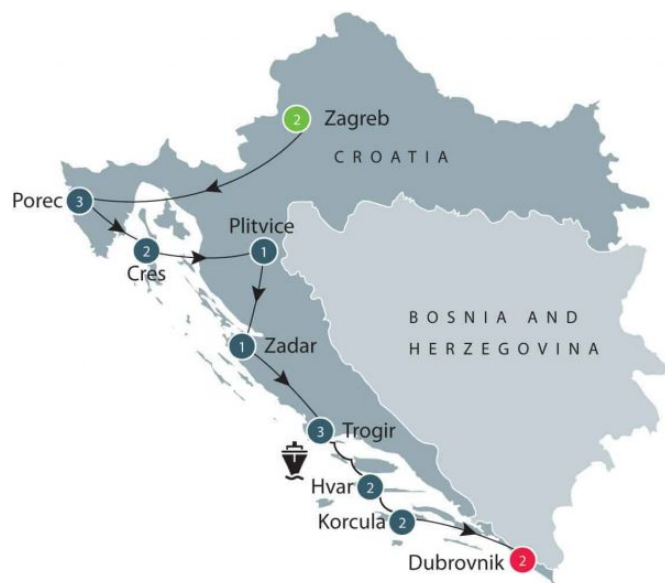 2 Zagreb
CROATIA
Porec 3
Plitvice
1
2
Cres
BOSNIA AND
HERZEGOVINA
1 Zadar
3 Trogir
Hvar 2
Korcula 2
Dubrovnik 2